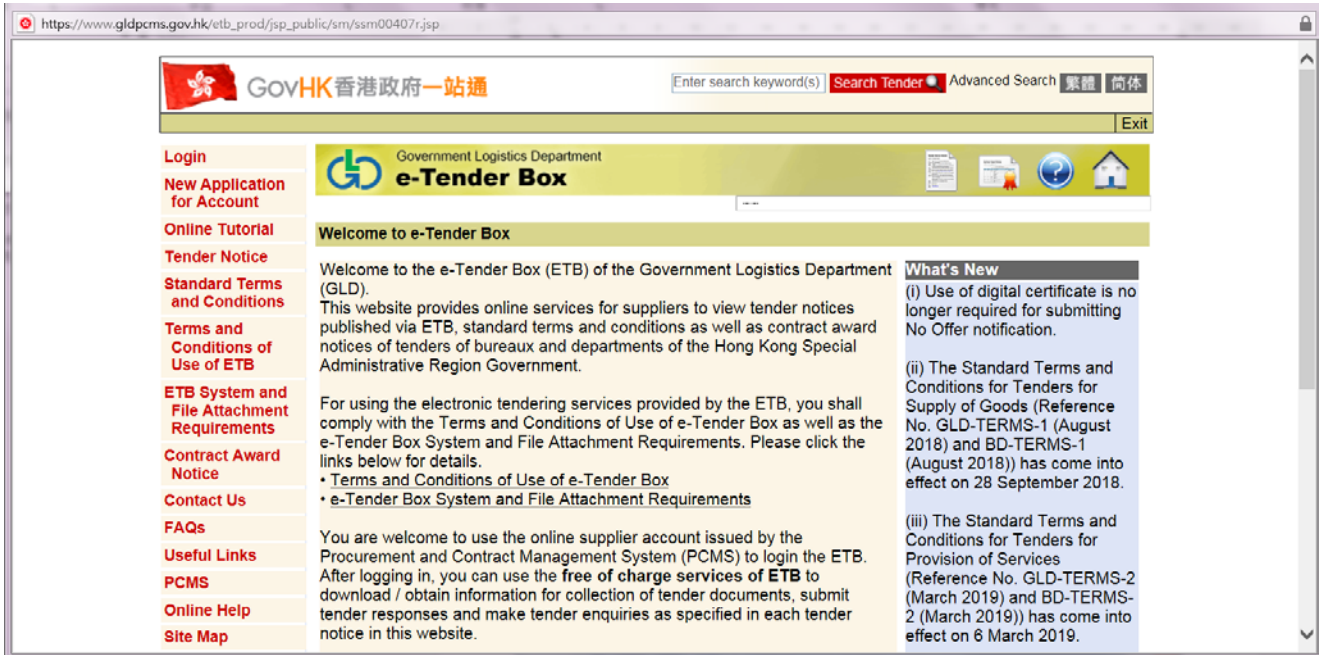 https://www.gldpcms.gov.hk/etb_prod/jsp_public/sm/ssm00407r.jsp
GovHK香港政府一站通
Enter search keyword(s) Search Tender Advanced Search 繁體 简体
Exit
Login
New Application
for Account
Online Tutorial
Tender Notice
Standard Terms
and Conditions
Terms and
Conditions of
Use of ETB
ETB System and
File Attachment
Requirements
Contract Award
Notice
Contact Us
FAQs
Useful Links
PCMS
Online Help
Site Map
Government Logistics Department
e-Tender Box
Welcome to e-Tender Box
Welcome to the e-Tender Box (ETB) of the Government Logistics Department
(GLD).
This website provides online services for suppliers to view tender notices
published via ETB, standard terms and conditions as well as contract award
notices of tenders of bureaux and departments of the Hong Kong Special
Administrative Region Government.
For using the electronic tendering services provided by the ETB, you shall
comply with the Terms and Conditions of Use of e-Tender Box as well as the
e-Tender Box System and File Attachment Requirements. Please click the
links below for details.
• Terms and Conditions of Use of e-Tender Box
• e-Tender Box System and File Attachment Requirements
You are welcome to use the online supplier account issued by the
Procurement and Contract Management System (PCMS) to login the ETB.
After logging in, you can use the free of charge services of ETB to
download / obtain information for collection of tender documents, submit
tender responses and make tender enquiries as specified in each tender
notice in this website.
What's New
(i) Use of digital certificate is no
longer required for submitting
No Offer notification.
(ii) The Standard Terms and
Conditions for Tenders for
Supply of Goods (Reference
No. GLD-TERMS-1 (August
2018) and BD-TERMS-1
(August 2018)) has come into
effect on 28 September 2018.
(iii) The Standard Terms and
Conditions for Tenders for
Provision of Services
(Reference No. GLD-TERMS-2
(March 2019) and BD-TERMS-
2 (March 2019)) has come into
effect on 6 March 2019.